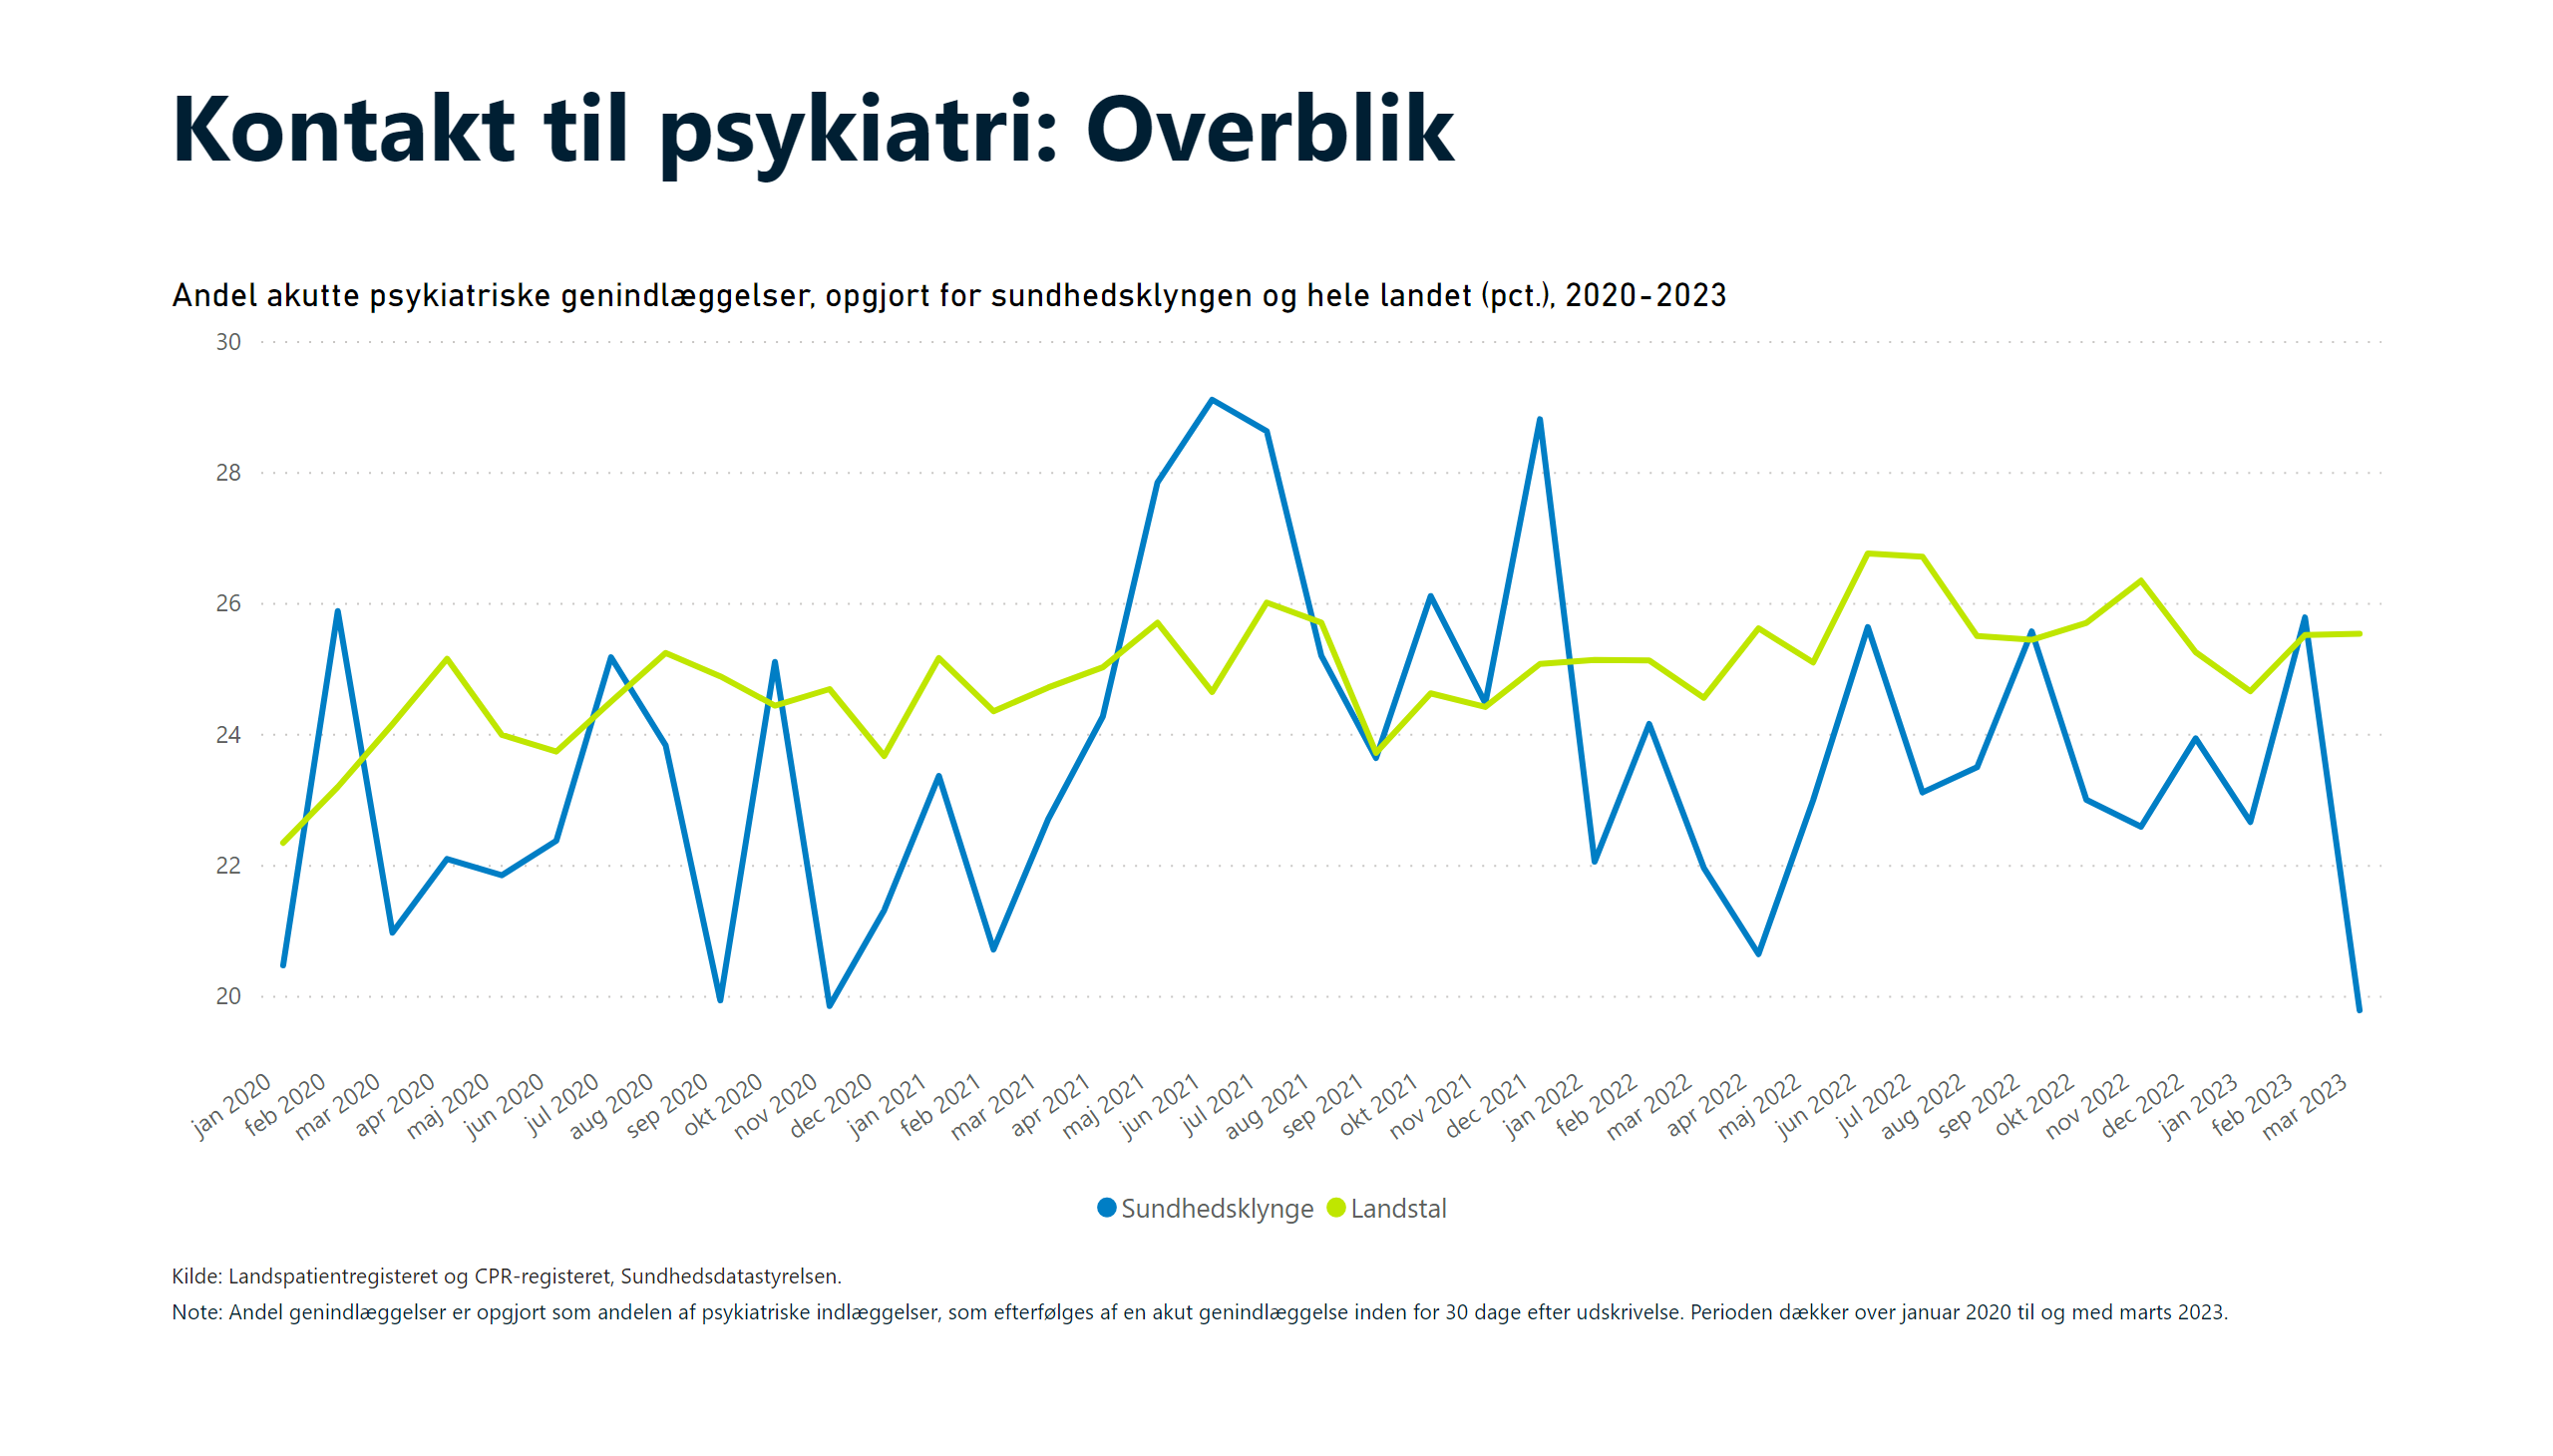 Kontakt til psykiatri: Overblik
Andel akutte psykiatriske genindlæggelser, opgjort for sundhedsklyngen og hele landet (pct.), 2020-2023
30
28
26
24
22
20
jan 2020
feb 2020
mar 2020
apr 2020
maj 2020
jun 2020
jul 2020
aug 2020
sep 2020
okt 2020
nov 2020
dec 2020
jan 2021
feb 2021
mar 2021
apr 2021
maj 2021
jun 2021
jul 2021
aug 2021
sep 2021
okt 2021
nov 2021
dec 2021
jan 2022
feb 2022
mar 2022
apr 2022
maj 2022
jun 2022
jul 2022
aug 2022
sep 2022
okt 2022
nov 2022
dec 2022
jan 2023
feb 2023
mar 2023
Sundhedsklynge Landstal
Kilde: Landspatientregisteret og CPR-registeret, Sundhedsdatastyrelsen.
Note: Andel genindlæggelser er opgjort som andelen af psykiatriske indlæggelser, som efterfølges af en akut genindlæggelse inden for 30 dage efter udskrivelse. Perioden dækker over januar 2020 til og med marts 2023.